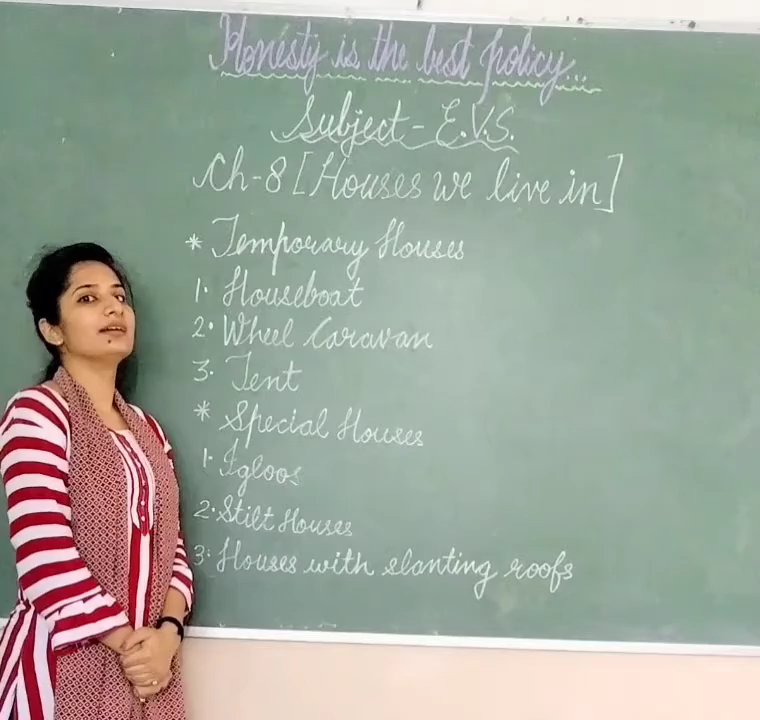 Honesty is the best policy...
Subject - E.V.S.
Ch-8 [Houses we live in]
* Temporary Houses
1. Houseboat
2. Wheel Caravan
3. Tent
* Special Houses
1. Igloos
2. Stilt Houses
3. Houses with slanting roofs